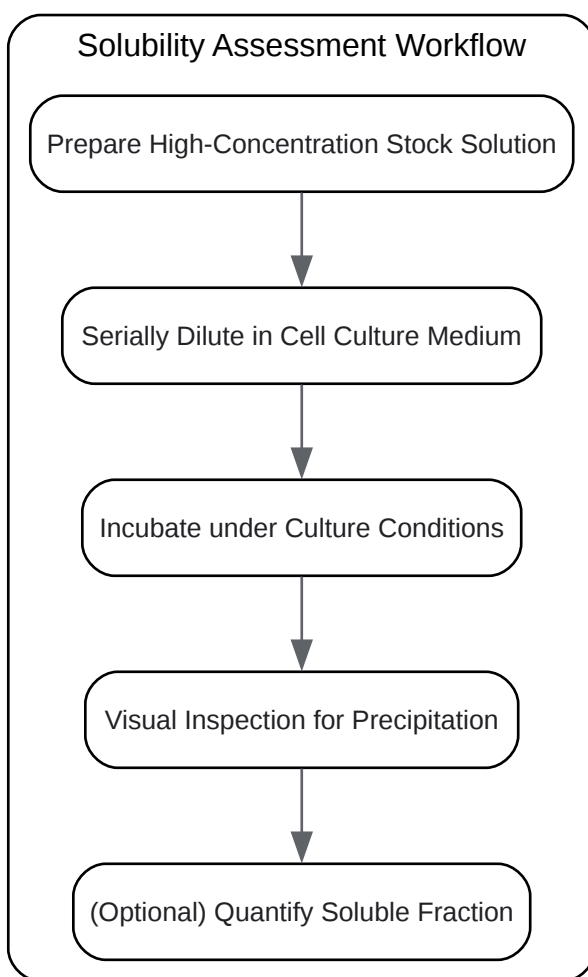 Solubility Assessment Workflow
Prepare High-Concentration Stock Solution
Serially Dilute in Cell Culture Medium
Incubate under Culture Conditions
Visual Inspection for Precipitation
(Optional) Quantify Soluble Fraction